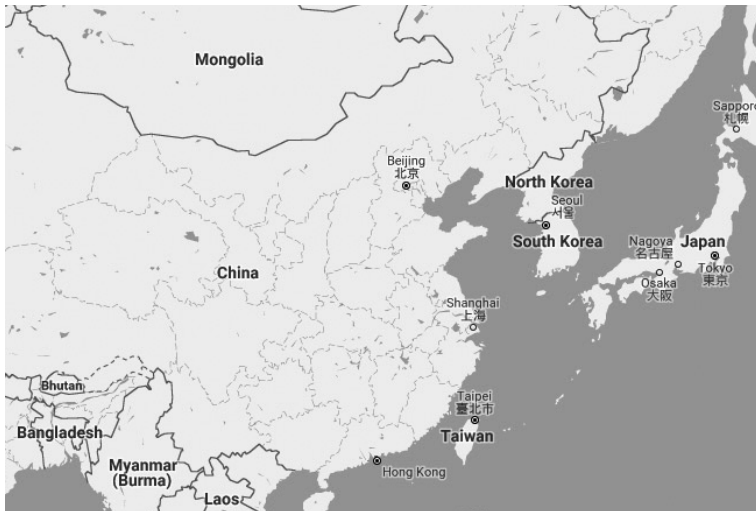 Mongolia
Sapporo
札幌
Beijing
北京
North Korea
Seoul
서울
South Korea
Nagoya
名古屋
Japan
Tokyo
東京
Osaka
大阪
China
Shanghai
上海
Bhutan
Taipei
臺北市
Bangladesh
Taiwan
Myanmar
(Burma)
Hong Kong
Laos